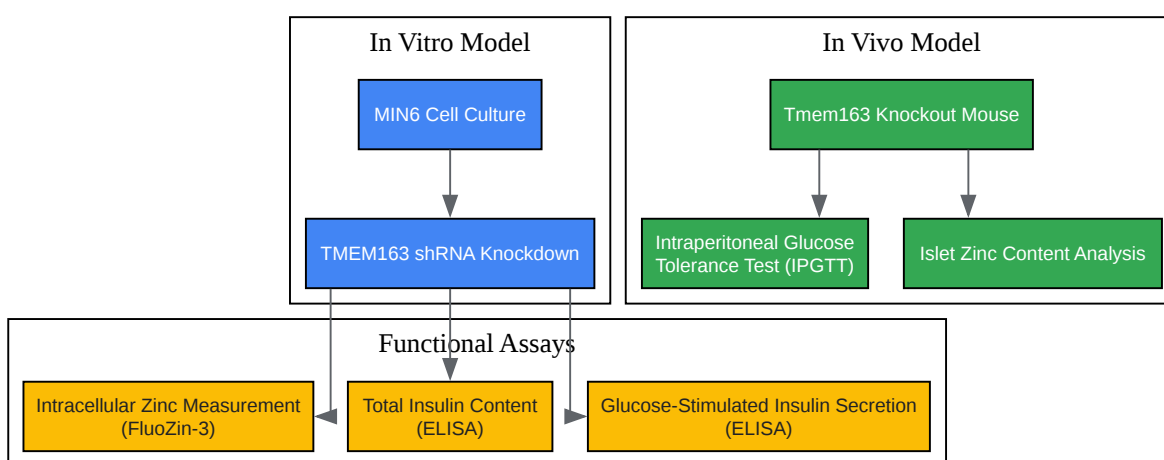 In Vitro Model
MIN6 Cell Culture
TMEM163 shRNA Knockdown
In Vivo Model
Tmem163 Knockout Mouse
Intraperitoneal Glucose
Tolerance Test (IPGTT)
Islet Zinc Content Analysis
Functional Assays
Intracellular Zinc Measurement
(FluoZin-3)
Total Insulin Content
(ELISA)
Glucose-Stimulated Insulin Secretion
(ELISA)